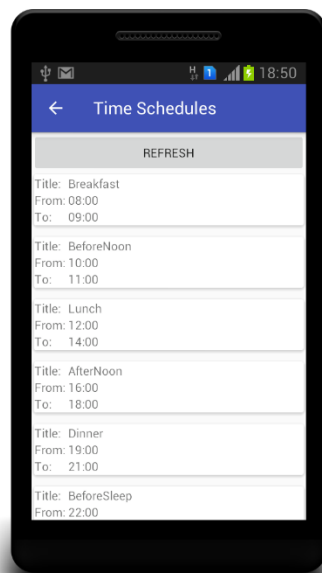 H 1 18:50
Time Schedules
REFRESH
Title: Breakfast
From: 08:00
To: 09:00
Title: BeforeNoon
From: 10:00
To: 11:00
Title: Lunch
From: 12:00
To: 14:00
Title: AfterNoon
From: 16:00
To: 18:00
Title: Dinner
From: 19:00
To: 21:00
Title: BeforeSleep
From: 22:00